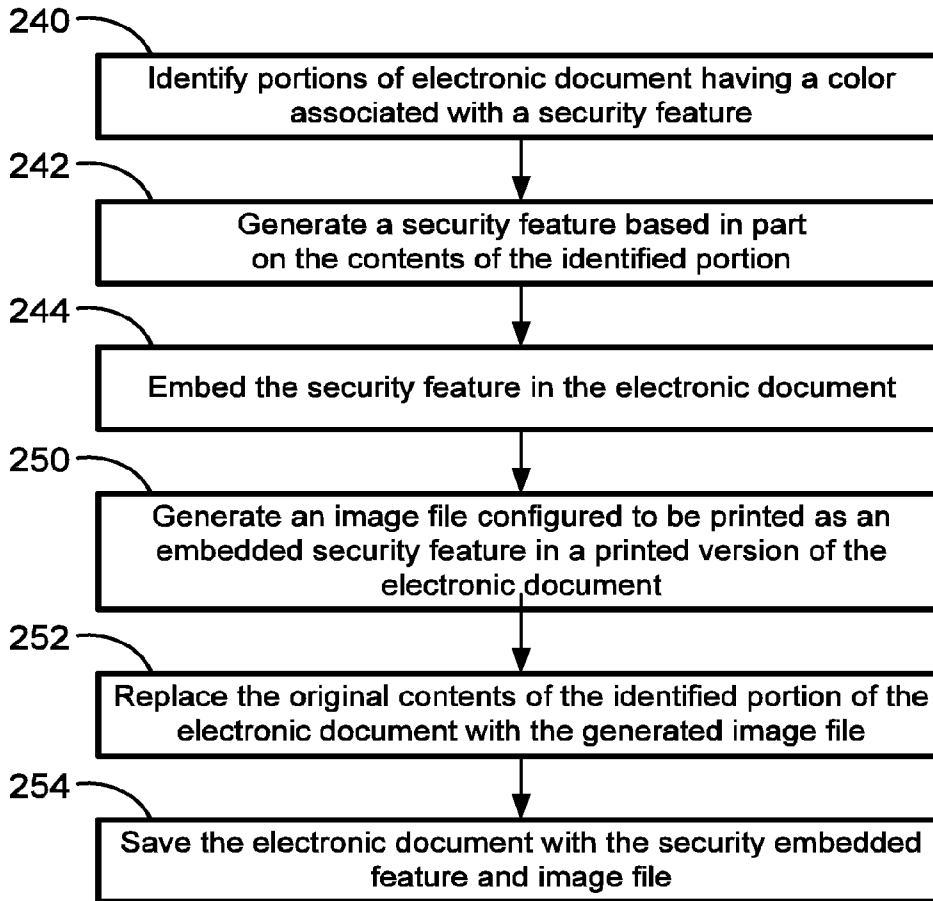 240
Identify portions of electronic document having a color
associated with a security feature
242
Generate a security feature based in part
on the contents of the identified portion
244
Embed the security feature in the electronic document
250
Generate an image file configured to be printed as an
embedded security feature in a printed version of the
electronic document
252
Replace the original contents of the identified portion of the
electronic document with the generated image file
254
Save the electronic document with the security embedded
feature and image file